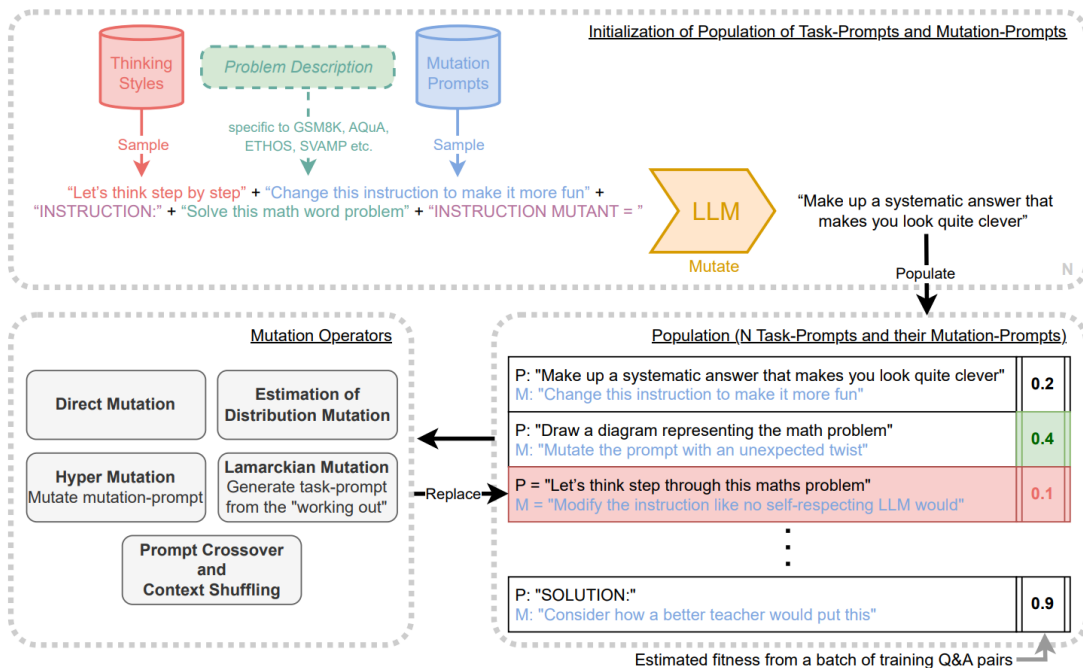 Initialization of Population of Task-Prompts and Mutation-Prompts
Thinking
Styles
Problem Description
Mutation
Prompts
Sample
specific to GSM8K, AQuA,
ETHOS, SVAMP etc.
Sample
“Let’s think step by step” + “Change this instruction to make it more fun” +
“INSTRUCTION:” + “Solve this math word problem” + “INSTRUCTION MUTANT = ”
LLM
Mutate
“Make up a systematic answer that
makes you look quite clever”
Populate
N
Mutation Operators
Direct Mutation
Estimation of
Distribution Mutation
Hyper Mutation
Mutate mutation-prompt
Lamarckian Mutation
Generate task-prompt
from the "working out"
Prompt Crossover
and
Context Shuffling
Replace
Population (N Task-Prompts and their Mutation-Prompts)
P: "Make up a systematic answer that makes you look quite clever"
M: "Change this instruction to make it more fun"
0.2
P: "Draw a diagram representing the math problem"
M: "Mutate the prompt with an unexpected twist"
0.4
P = "Let's think step through this maths problem"
M = "Modify the instruction like no self-respecting LLM would"
0.1
P: "SOLUTION:"
M: "Consider how a better teacher would put this"
0.9
Estimated fitness from a batch of training Q&A pairs